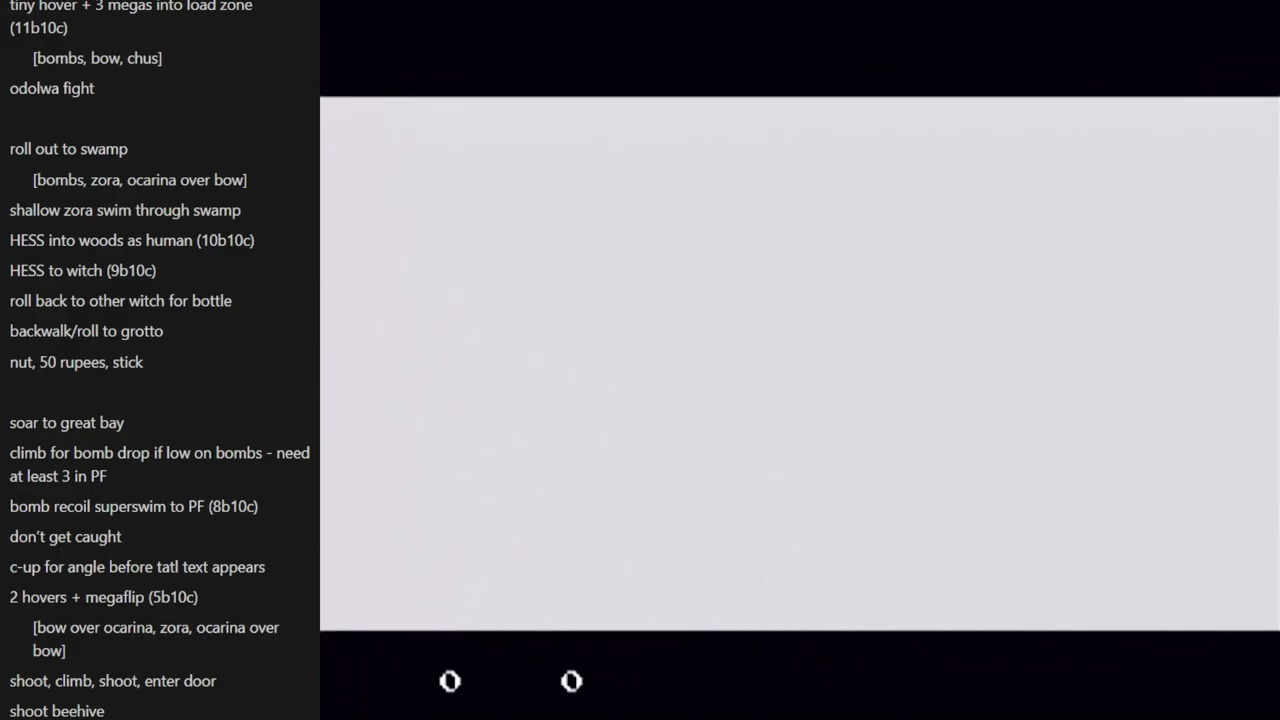 tiny hover + 3 megas into load zone
(11b10c)
[bombs, bow, chus]
odolwa fight
roll out to swamp
[bombs, zora, ocarina over bow]
shallow zora swim through swamp
HESS into woods as human (10b10c)
HESS to witch (9b10c)
roll back to other witch for bottle
backwalk/roll to grotto
nut, 50 rupees, stick
soar to great bay
climb for bomb drop if low on bombs - need
at least 3 in PF
bomb recoil superswim to PF (8b10c)
don't get caught
c-up for angle before tatl text appears
2 hovers + megaflip (5b10c)
[bow over ocarina, zora, ocarina over
bow]
shoot, climb, shoot, enter door
shoot beehive
0 0